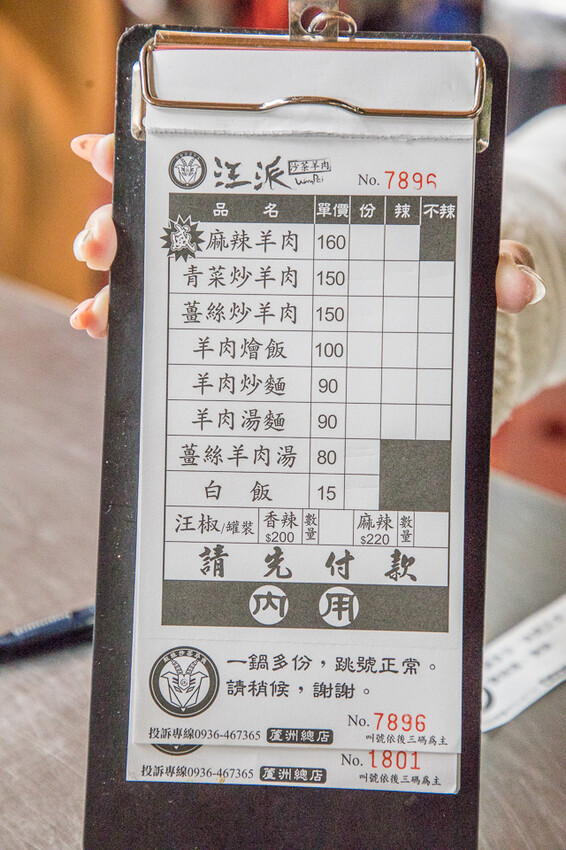 汪派 沙茶羊肉 No. 7896
品名 單價 份 辣 不辣
盛 麻辣羊肉 160
青菜炒羊肉 150
薑絲炒羊肉 150
羊肉燴飯 100
羊肉炒麵 90
羊肉湯麵 90
薑絲羊肉湯 80
白飯 15
汪椒/罐裝 香辣 $200 數量 麻辣 $220 數量
請先付款
內用
一鍋多份，跳號正常。
請稍候，謝謝。
No. 7896
投訴專線0936-467365 蘆洲總店 叫號依後三碼為主
No. 1801
投訴專線0936-467365 蘆洲總店 叫號依後三碼為主